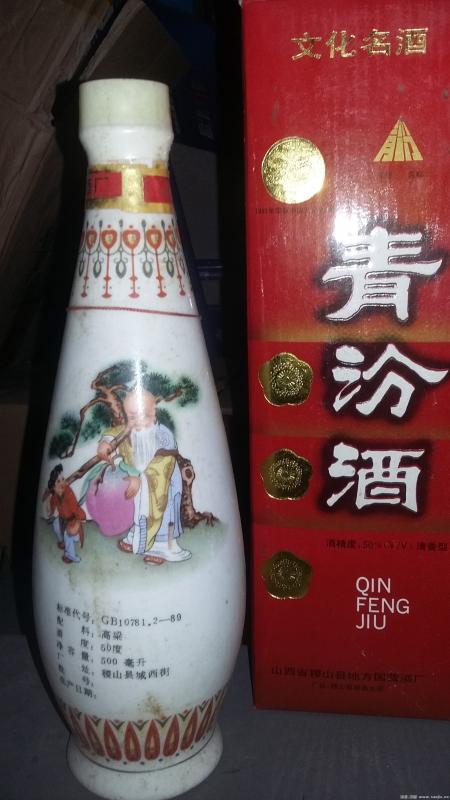 文化名酒
青汾酒
酒精度:50%(V/V) 清香型
QIN
FENG
JIU
山西省稷山县地方国营酒厂
厂
标准代号:GB10781.2—89
配料:高粱
酒度:50度
净容量:500毫升
厂址:稷山县城西街
生产日期: